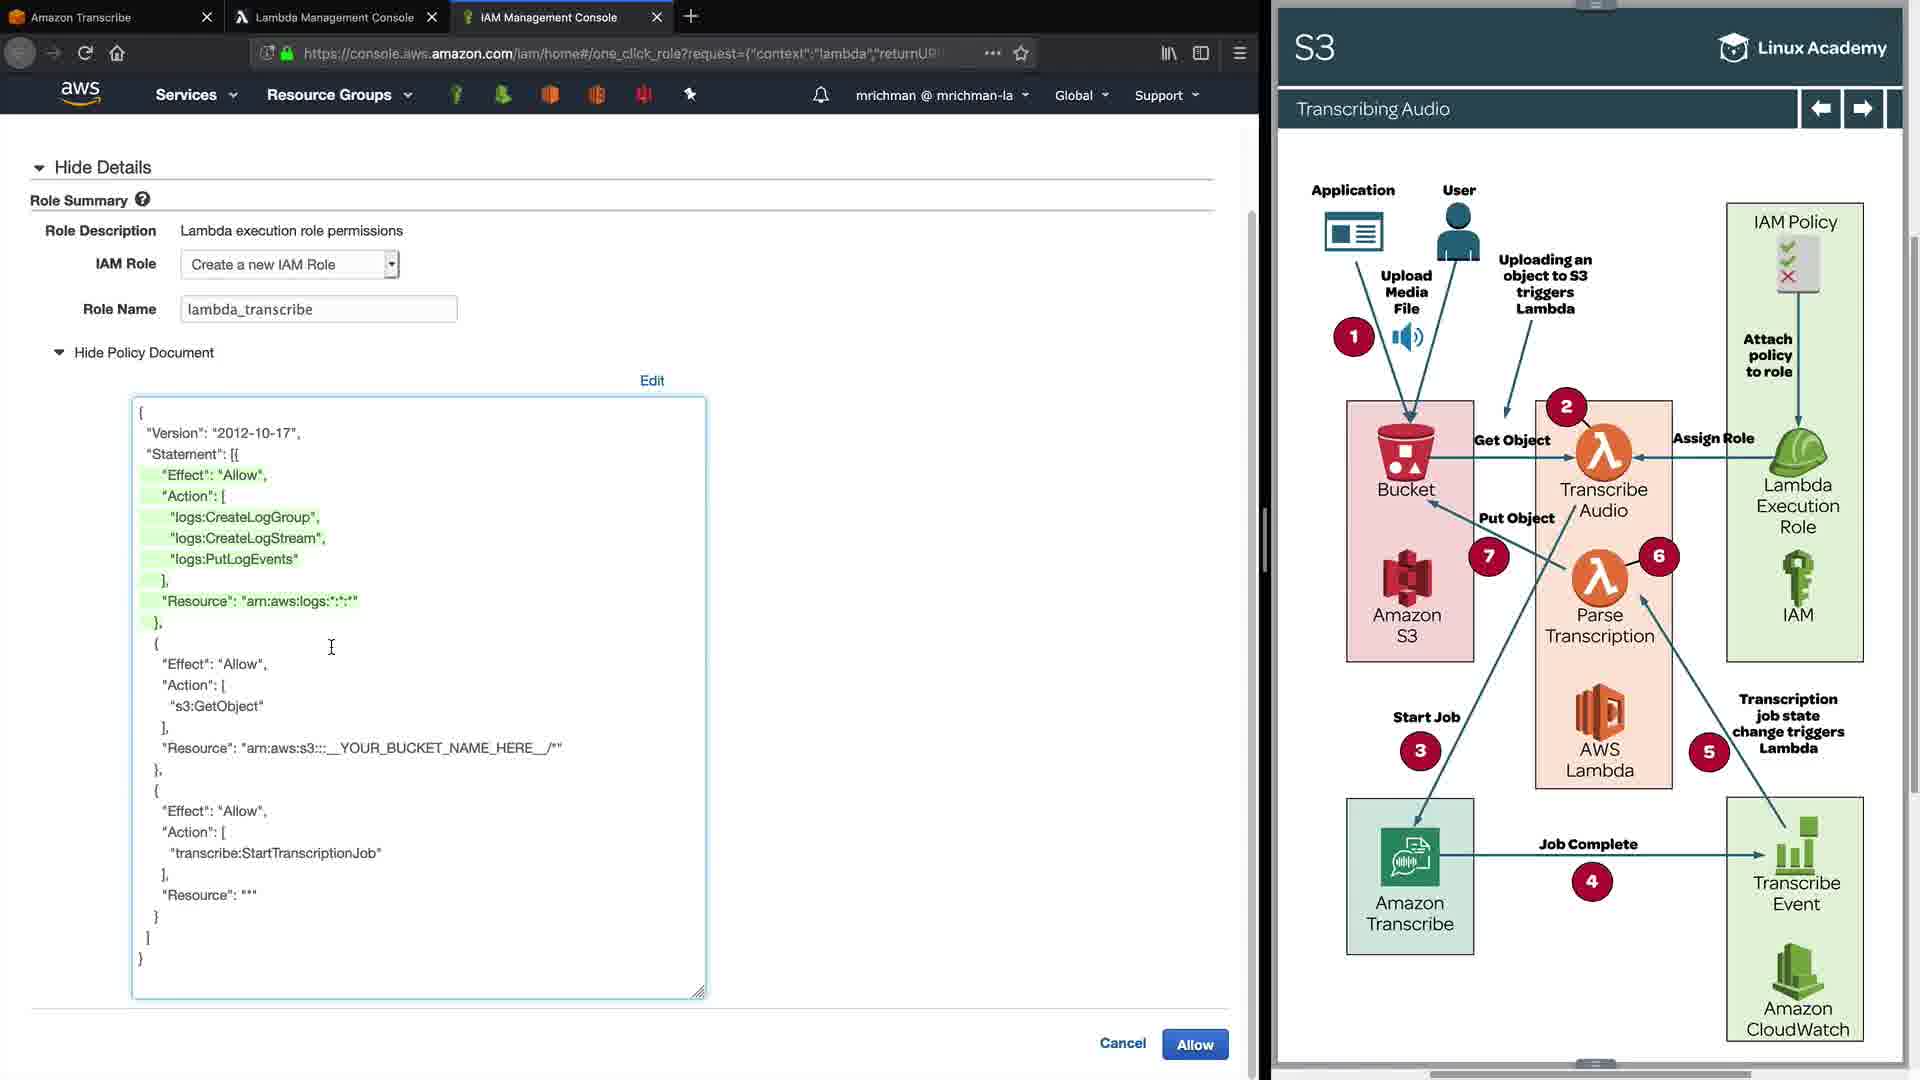 Amazon Transcribe
Lambda Management Console
IAM Management Console
https://console.aws.amazon.com/iam/home#/one_click_role?request={"context":"lambda","returnUR
aws
Services
Resource Groups
mrichman @ mrichman-la
Global
Support
Hide Details
Role Summary
Role Description
Lambda execution role permissions
IAM Role
Create a new IAM Role
Role Name
lambda_transcribe
Hide Policy Document
Edit
{
"Version": "2012-10-17",
"Statement": [{
"Effect": "Allow",
"Action": [
"logs:CreateLogGroup",
"logs:CreateLogStream",
"logs:PutLogEvents"
],
"Resource": "arn:aws:logs:*:*:*"
},
{
"Effect": "Allow",
"Action": [
"s3:GetObject"
],
"Resource": "arn:aws:s3:::__YOUR_BUCKET_NAME_HERE__/*"
},
{
"Effect": "Allow",
"Action": [
"transcribe:StartTranscriptionJob"
],
"Resource": "*"
}
]
}
Cancel
Allow
S3
Linux Academy
Transcribing Audio
Application
User
Upload
Media
File
1
Uploading an
object to S3
triggers
Lambda
IAM Policy
Attach
policy
to role
2
Get Object
Assign Role
Bucket
Transcribe
Audio
Lambda
Execution
Role
Put Object
7
6
Amazon
S3
Parse
Transcription
IAM
Start Job
3
AWS
Lambda
5
Transcription
job state
change triggers
Lambda
Job Complete
4
Amazon
Transcribe
Transcribe
Event
Amazon
CloudWatch